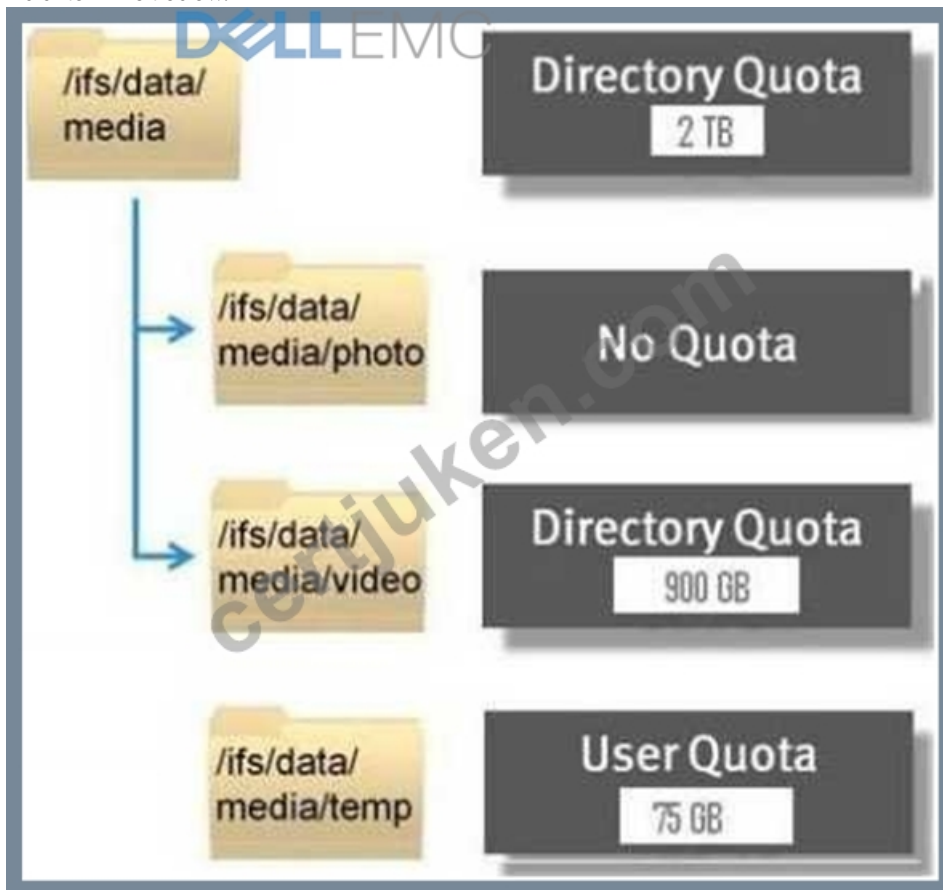 DELLEMC
/ifs/data/
media
Directory Quota
2 TB
/ifs/data/
media/photo
No Quota
/ifs/data/
media/video
Directory Quota
900 GB
/ifs/data/
media/temp
User Quota
75 GB
certjuken.com